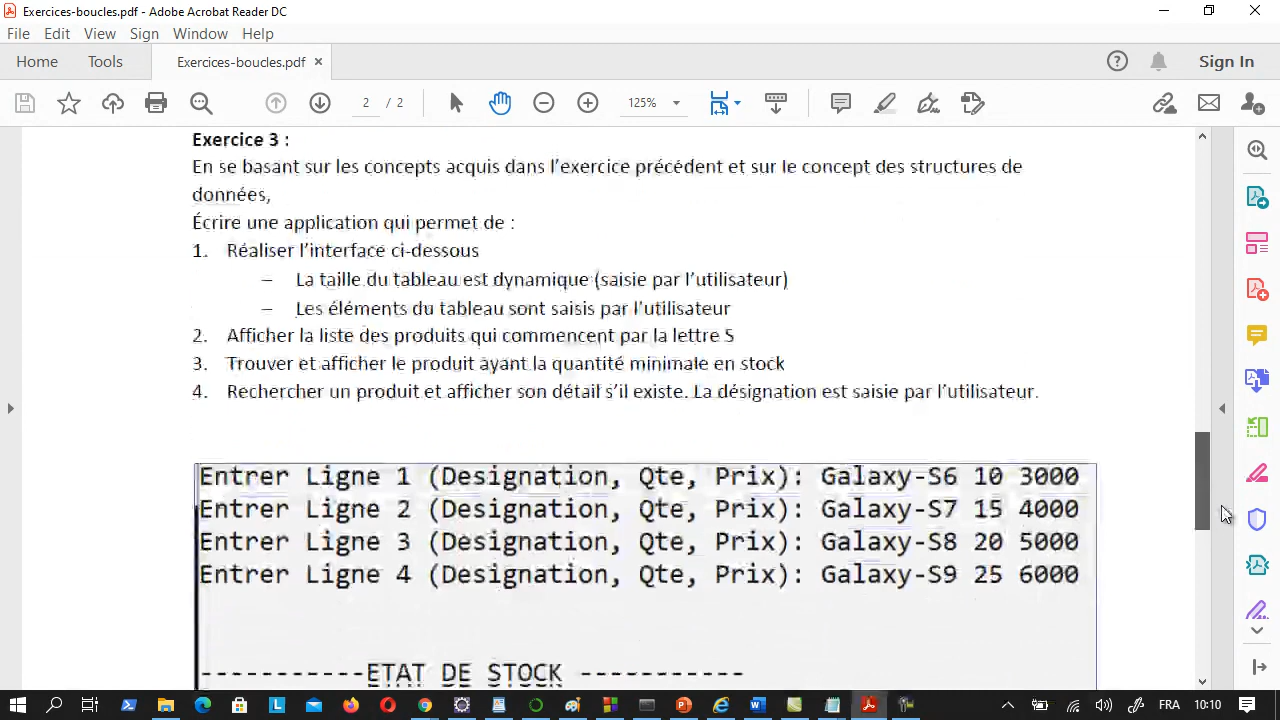 Exercices-boucles.pdf - Adobe Acrobat Reader DC
File Edit View Sign Window Help
Home Tools Exercices-boucles.pdf × Sign In
2 / 2 125%
Exercice 3 :
En se basant sur les concepts acquis dans l'exercice précédent et sur le concept des structures de
données,
Écrire une application qui permet de :
1. Réaliser l'interface ci-dessous
– La taille du tableau est dynamique (saisie par l'utilisateur)
– Les éléments du tableau sont saisis par l'utilisateur
2. Afficher la liste des produits qui commencent par la lettre S
3. Trouver et afficher le produit ayant la quantité minimale en stock
4. Rechercher un produit et afficher son détail s'il existe. La désignation est saisie par l'utilisateur.
Entrer Ligne 1 (Designation, Qte, Prix): Galaxy-S6 10 3000
Entrer Ligne 2 (Designation, Qte, Prix): Galaxy-S7 15 4000
Entrer Ligne 3 (Designation, Qte, Prix): Galaxy-S8 20 5000
Entrer Ligne 4 (Designation, Qte, Prix): Galaxy-S9 25 6000
-----------ETAT DE STOCK -----------
FRA 10:10